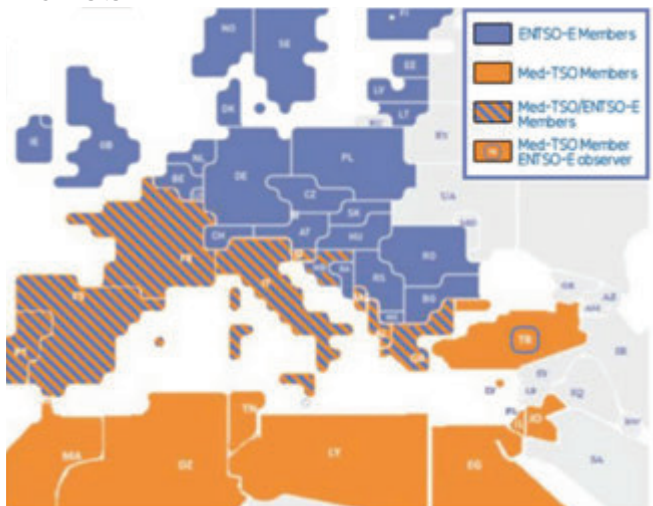 ENTSO-E Members
Med-TSO Members
Med-TSO/ENTSO-E
Members
Med-TSO Member
ENTSO-E observer
NO
SE
FI
EE
LV
LT
DK
IE
GB
NL
BE
DE
PL
CZ
SK
CH
AT
HU
RO
FR
IT
RS
BG
ES
PT
TR
TN
MA
DZ
LY
EG
JO
SA